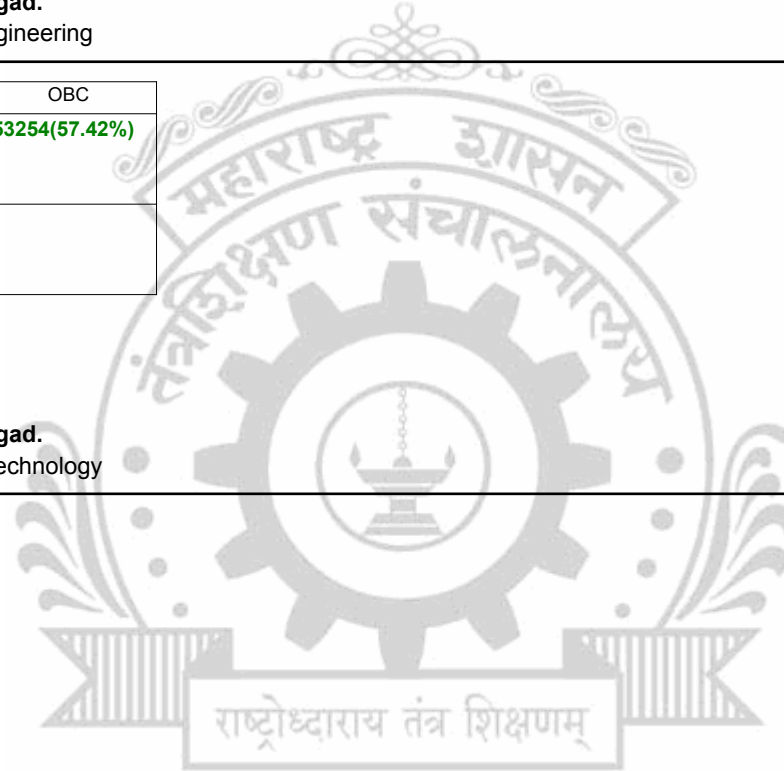 gad.
gineering
OBC
53254(57.42%)
महाराष्ट्र शासन
तंत्रशिक्षण संचालनालय
gad.
echnology
राष्ट्रोध्दाराय तंत्र शिक्षणम्